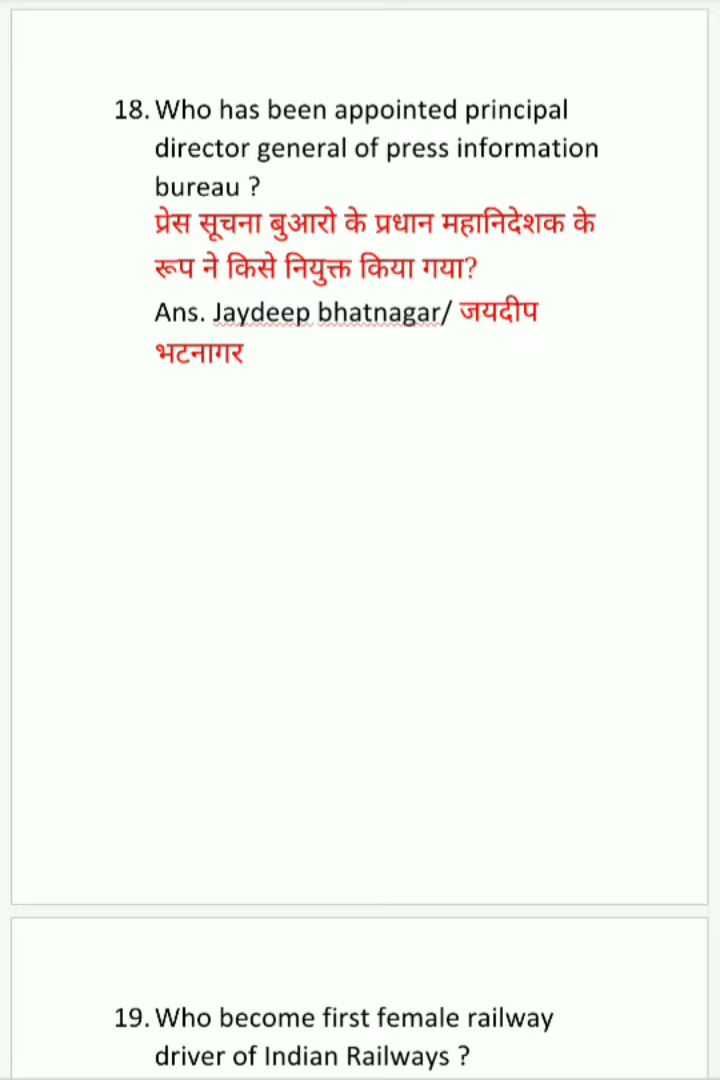 18. Who has been appointed principal
director general of press information
bureau ?
प्रेस सूचना बुआरो के प्रधान महानिदेशक के
रूप ने किसे नियुक्त किया गया?
Ans. Jaydeep bhatnagar/ जयदीप
भटनागर
19. Who become first female railway
driver of Indian Railways ?